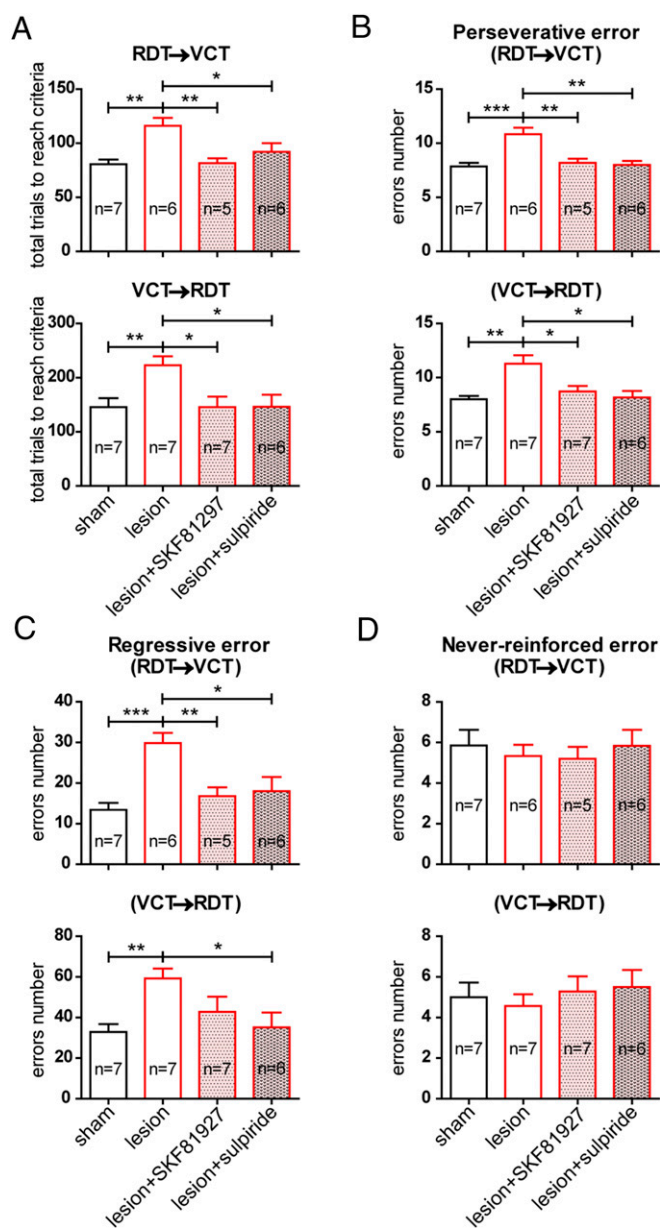 A
RDT→VCT
total trials to reach criteria
150
100
50
0
** ** *
n=7 n=6 n=5 n=6
VCT→RDT
total trials to reach criteria
300
200
100
0
** * *
n=7 n=7 n=7 n=6
sham
lesion
lesion+SKF81297
lesion+sulpiride
B
Perseverative error
(RDT→VCT)
errors number
15
10
5
0
*** ** **
n=7 n=6 n=5 n=6
(VCT→RDT)
errors number
15
10
5
0
** * *
n=7 n=7 n=7 n=6
sham
lesion
lesion+SKF81927
lesion+sulpiride
C
Regressive error
(RDT→VCT)
errors number
40
30
20
10
0
*** ** *
n=7 n=6 n=5 n=6
(VCT→RDT)
errors number
80
60
40
20
0
** *
n=7 n=7 n=7 n=6
sham
lesion
lesion+SKF81927
lesion+sulpiride
D
Never-reinforced error
(RDT→VCT)
errors number
8
6
4
2
0
n=7 n=6 n=5 n=6
(VCT→RDT)
errors number
8
6
4
2
0
n=7 n=7 n=7 n=6
sham
lesion
lesion+SKF81927
lesion+sulpiride